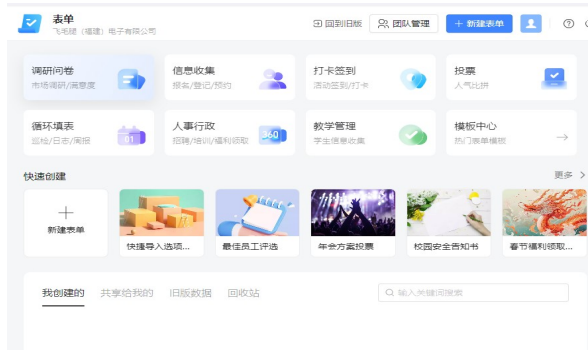 表单
飞毛腿（福建）电子有限公司
回到旧版 团队管理 + 新建表单
调研问卷
市场调研/满意度
信息收集
报名/登记/预约
打卡签到
活动签到/打卡
投票
人气比拼
循环填表
巡检/日志/周报
01
人事行政
招聘/培训/福利领取
360
教学管理
学生信息收集
模板中心
热门表单模板
快速创建 更多
新建表单
快捷导入选项...
最佳员工评选
年会方案投票
校园安全告知书
春节福利领取...
我创建的 共享给我的 旧版数据 回收站 输入关键词搜索